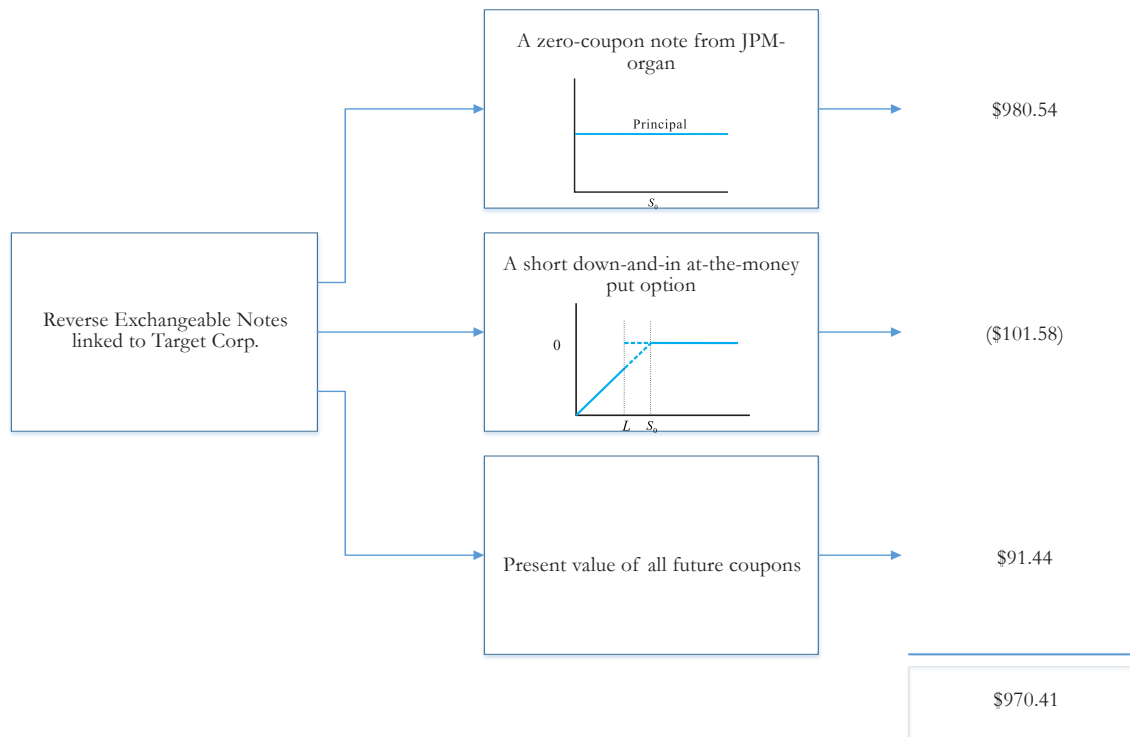 A zero-coupon note from JPM-
organ
Principal
S₀
$980.54
Reverse Exchangeable Notes
linked to Target Corp.
A short down-and-in at-the-money
put option
0
L S₀
($101.58)
Present value of all future coupons
$91.44
$970.41